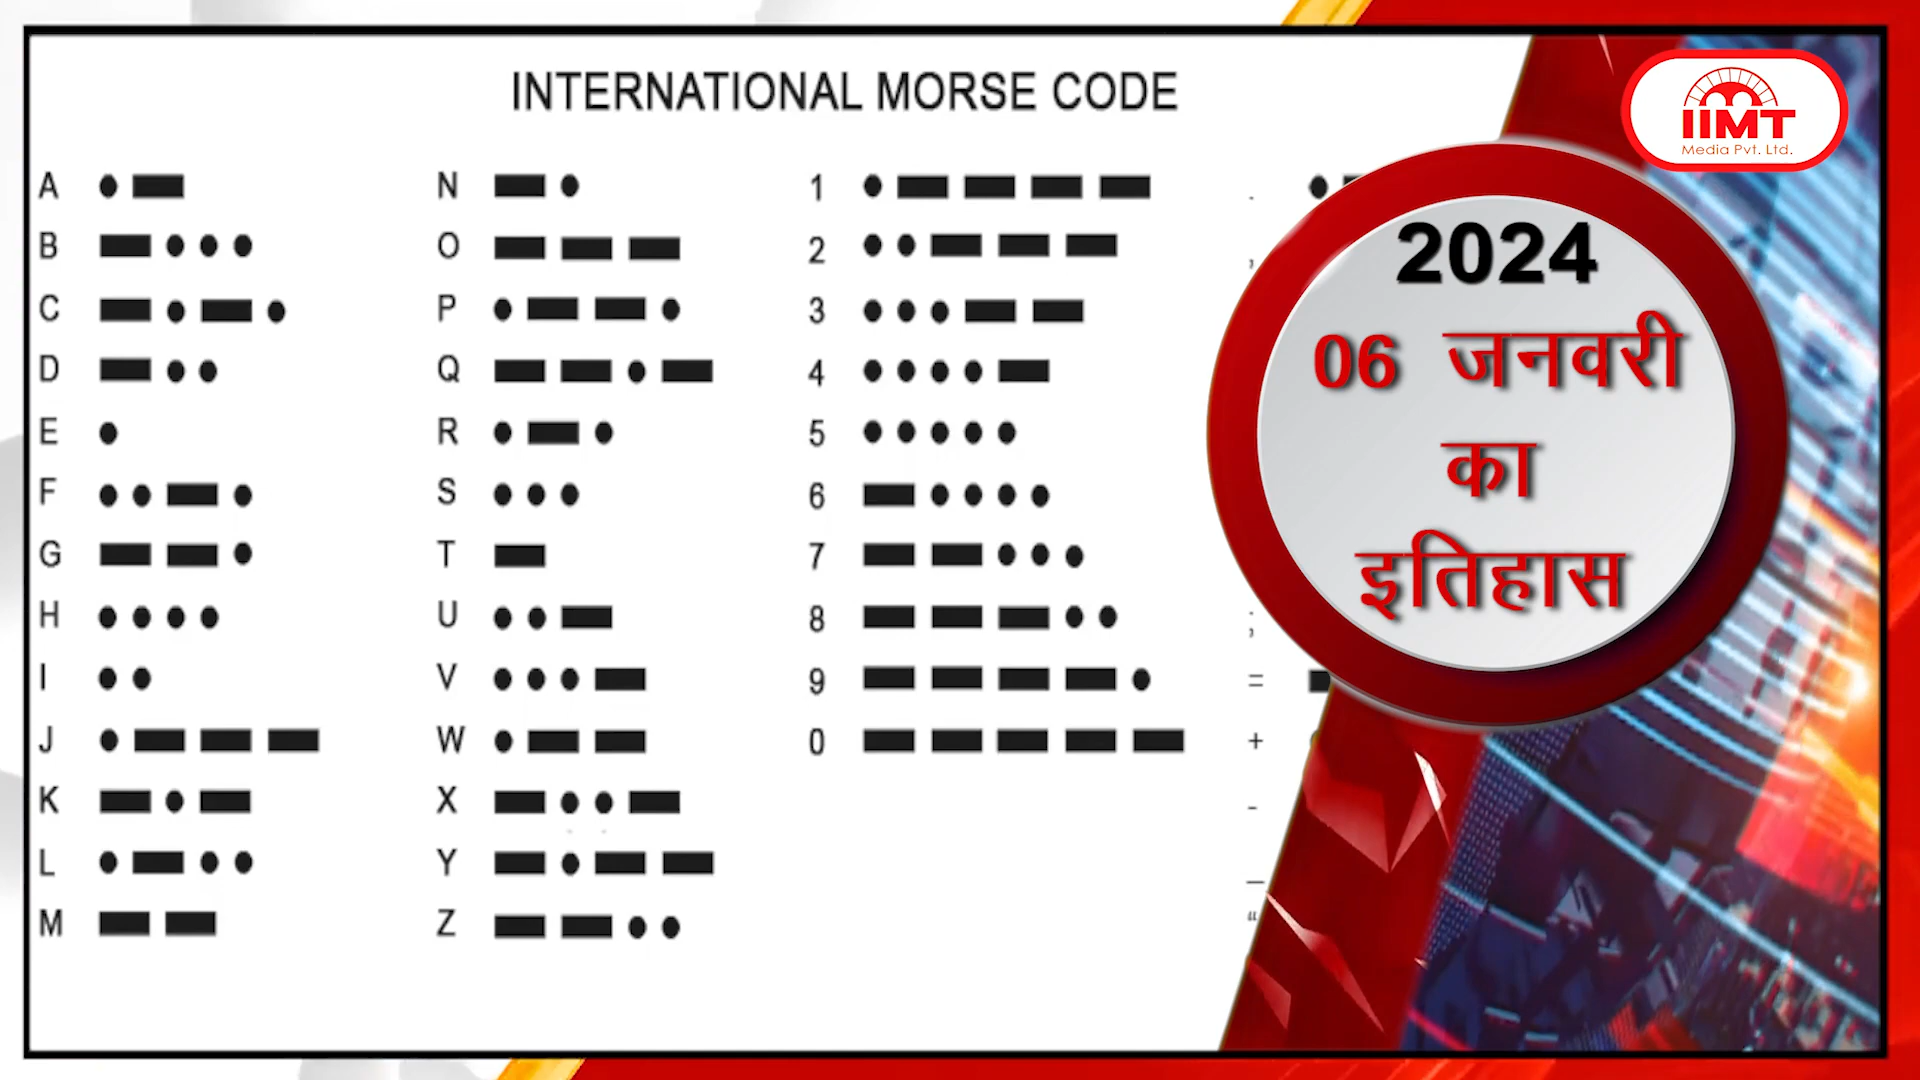 INTERNATIONAL MORSE CODE
IIMT
Media Pvt. Ltd.
A
B
C
D
E
F
G
H
I
J
K
L
M
N
O
P
Q
R
S
T
U
V
W
X
Y
Z
1
2
3
4
5
6
7
8
9
0
.
,
;
=
+
-
_
“
2024
06 जनवरी
का
इतिहास